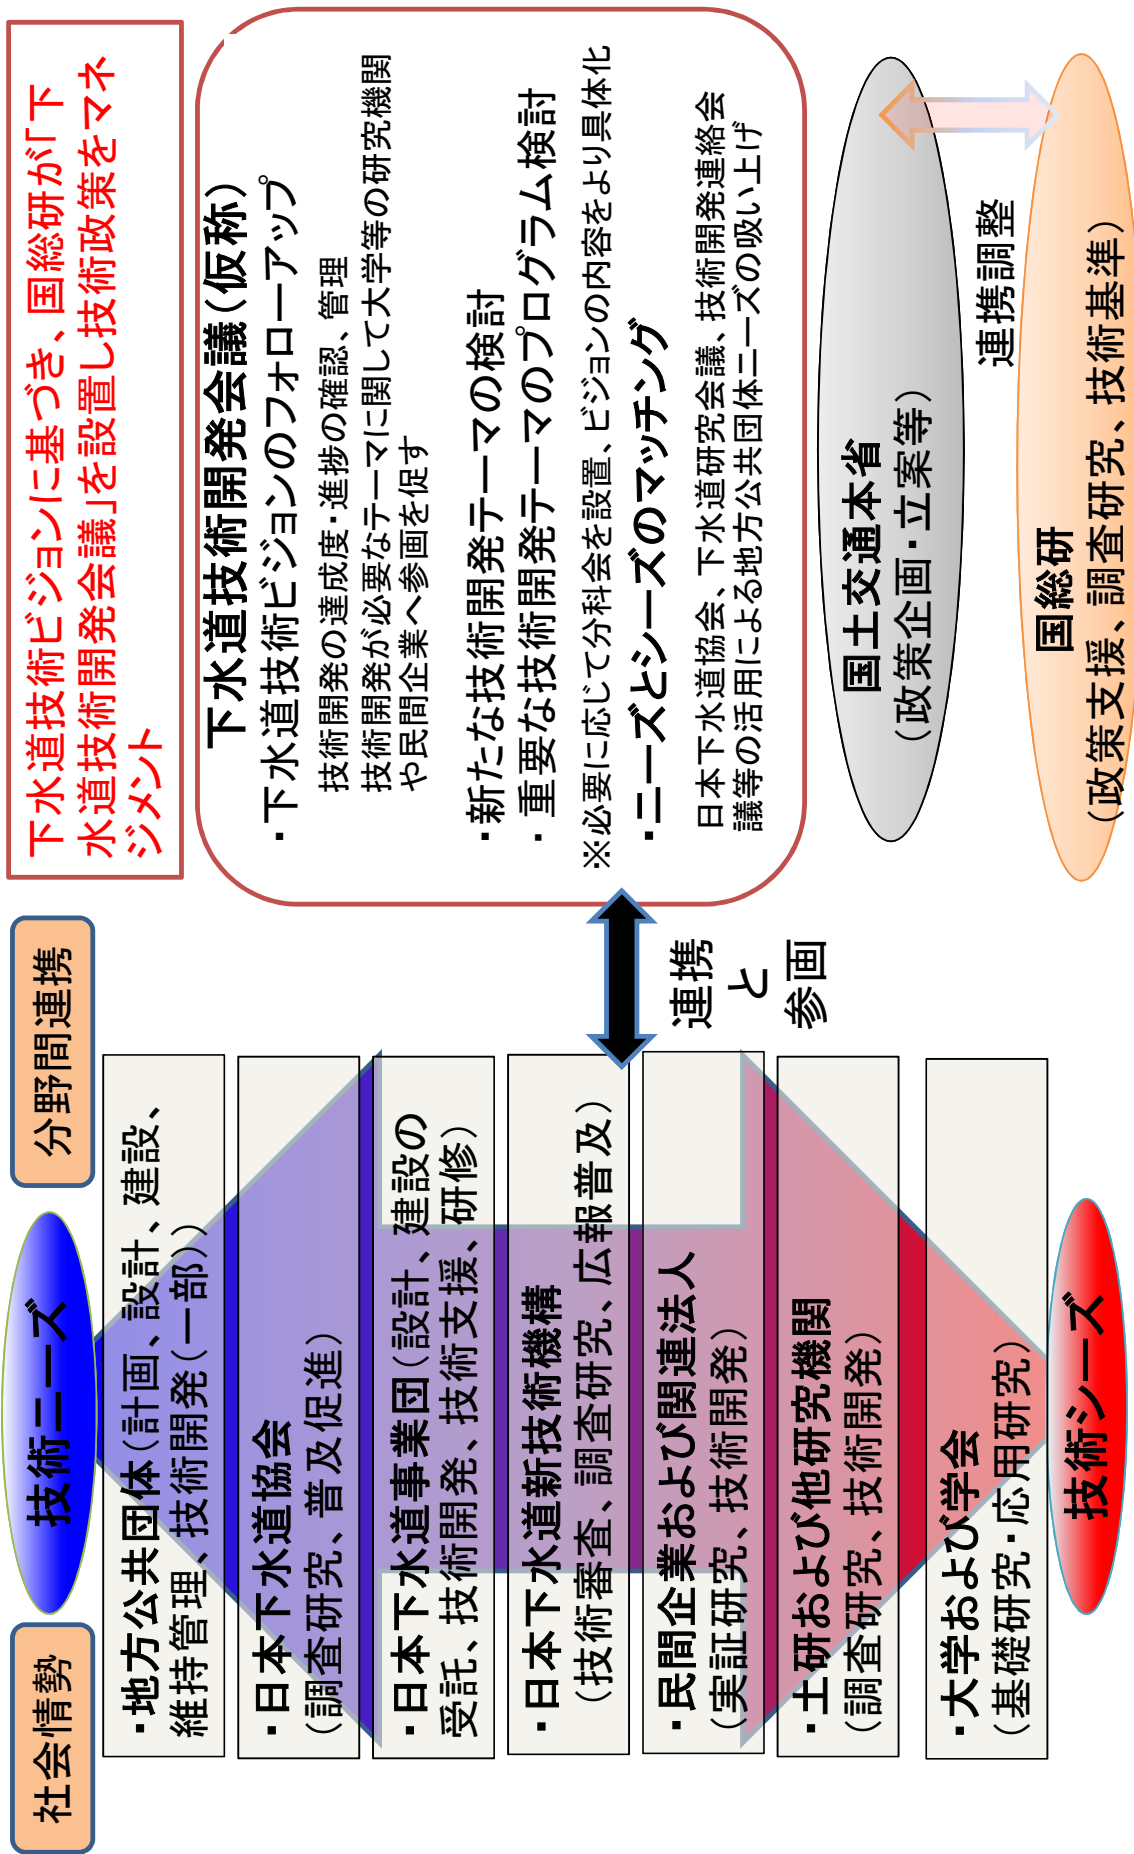 社会情勢
技術ニーズ
分野間連携
・地方公共団体（計画、設計、建設、
維持管理、技術開発（一部））
・日本下水道協会
（調査研究、普及促進）
・日本下水道事業団（設計、建設の
受託、技術開発、技術支援、研修）
・日本下水道新技術機構
（技術審査、調査研究、広報普及）
・民間企業および関連法人
（実証研究、技術開発）
・土研および他研究機関
（調査研究、技術開発）
・大学および学会
（基礎研究・応用研究）
技術シーズ
連携
と
参画
下水道技術ビジョンに基づき、国総研が「下
水道技術開発会議」を設置し技術政策をマネ
ジメント
下水道技術開発会議（仮称）
・下水道技術ビジョンのフォローアップ
技術開発の達成度・進捗の確認、管理
技術開発が必要なテーマに関して大学等の研究機関
や民間企業へ参画を促す
・新たな技術開発テーマの検討
・重要な技術開発テーマのプログラム検討
※必要に応じて分科会を設置、ビジョンの内容をより具体化
・ニーズとシーズのマッチング
日本下水道協会、下水道研究会議、技術開発連絡会
議等の活用による地方公共団体ニーズの吸い上げ
国土交通本省
（政策企画・立案等）
連携調整
国総研
（政策支援、調査研究、技術基準）